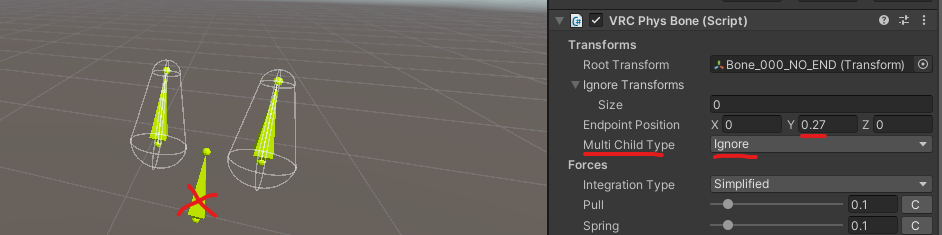 VRC Phys Bone (Script)
Transforms
Root Transform Bone_000_NO_END (Transform)
Ignore Transforms
Size 0
Endpoint Position X 0 Y 0.27 Z 0
Multi Child Type Ignore
Forces
Integration Type Simplified
Pull 0.1 C
Spring 0.1 C